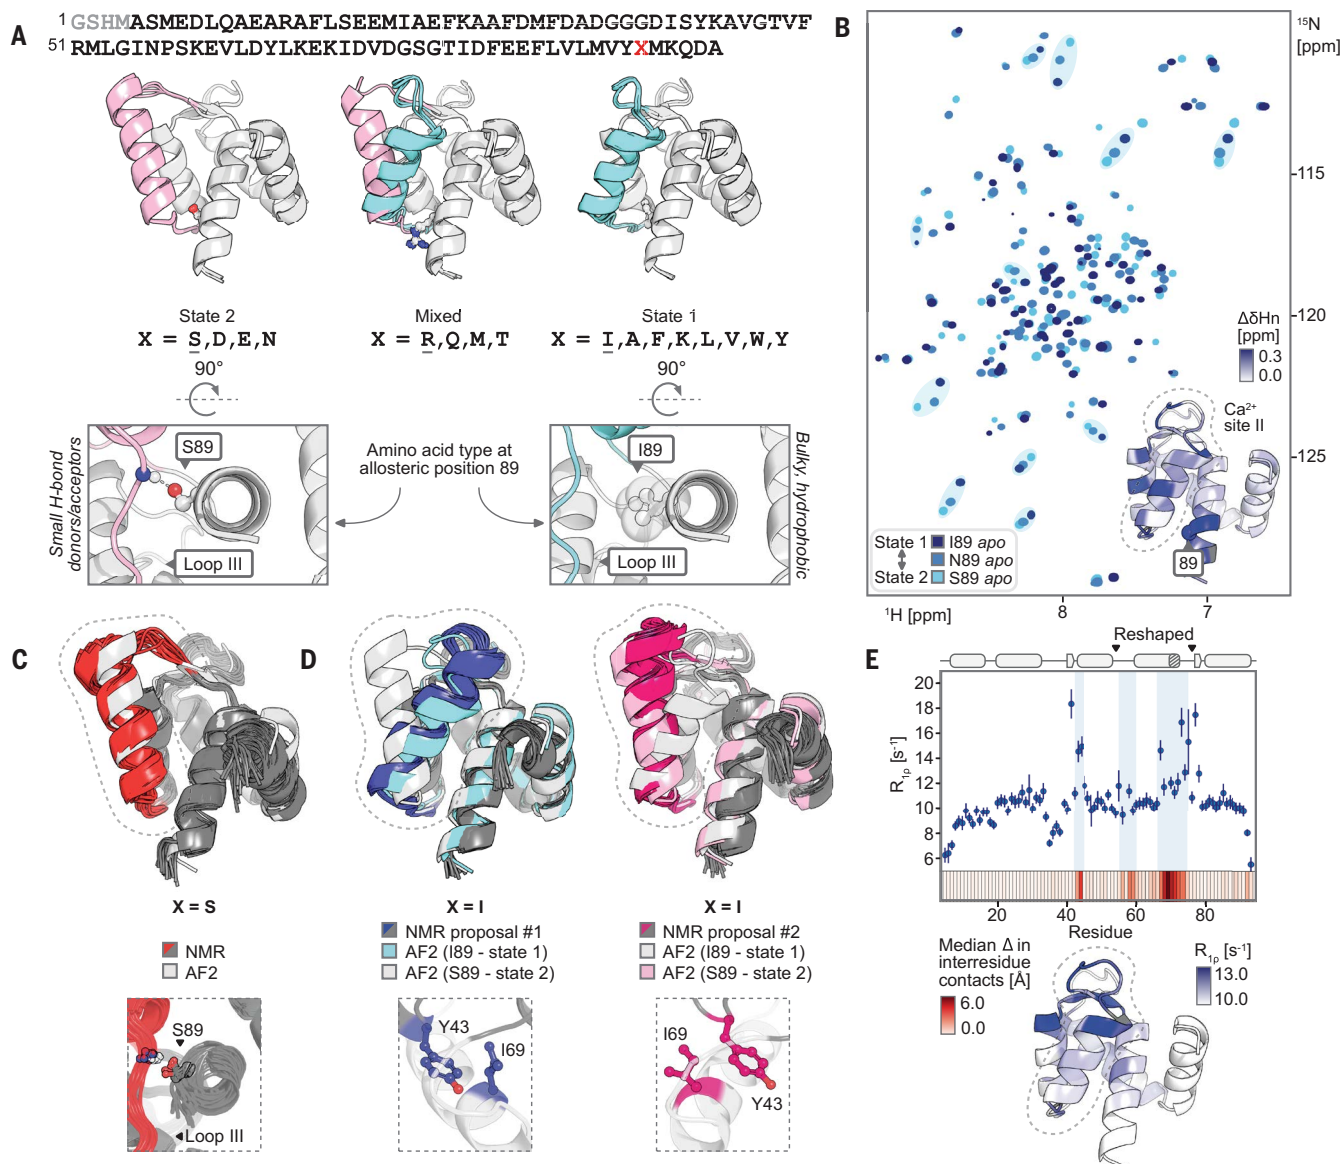 A
1 GSHMASMEDLQAEARAFLSEEMIAEFKAAFDMFDADGGGDISYKAVGTVF
51 RMLGINPSKEVLDYLKEKIDVDGSGTIDFEEFLVLMVYXMKQDA
State 2
X = S,D,E,N
90°
Mixed
X = R,Q,M,T
State 1
X = I,A,F,K,L,V,W,Y
90°
Small H-bond
donors/acceptors
S89
Loop III
Amino acid type at
allosteric position 89
I89
Loop III
Bulky, hydrophobic
B
15N
[ppm]
115
120
125
ΔδHn
[ppm]
0.3
0.0
Ca2+
site II
89
State 1
State 2
I89 apo
N89 apo
S89 apo
1H [ppm]
8
7
C
X = S
NMR
AF2
S89
Loop III
D
X = I
NMR proposal #1
AF2 (I89 - state 1)
AF2 (S89 - state 2)
Y43
I69
X = I
NMR proposal #2
AF2 (I89 - state 1)
AF2 (S89 - state 2)
I69
Y43
E
Reshaped
R1ρ [s-1]
20
18
16
14
12
10
8
6
20
40
60
80
Residue
Median Δ in
interresidue
contacts [Å]
6.0
0.0
R1ρ [s-1]
13.0
10.0